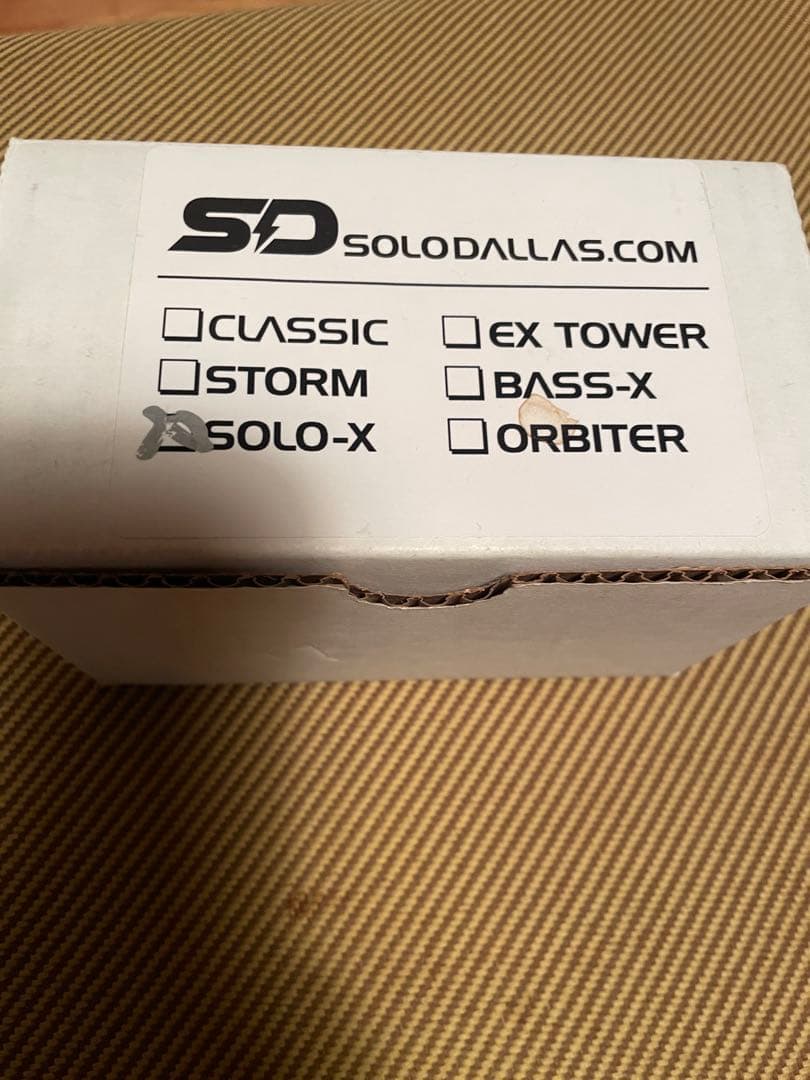 SD SOLODALLAS.COM
CLASSIC
EX TOWER
STORM
BASS-X
SOLO-X
ORBITER